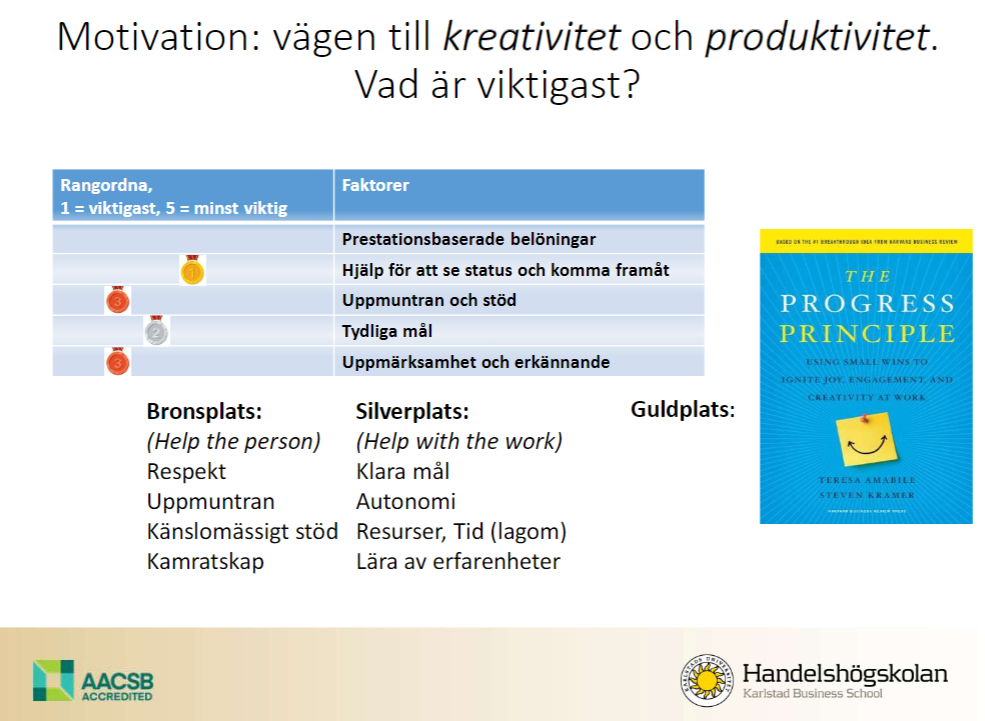 Motivation: vägen till kreativitet och produktivitet.
Vad är viktigast?
Rangordna,
1 = viktigast, 5 = minst viktig
Faktorer
Prestationsbaserade belöningar
1
Hjälp för att se status och komma framåt
3
Uppmuntran och stöd
2
Tydliga mål
3
Uppmärksamhet och erkännande
Bronsplats:
(Help the person)
Respekt
Uppmuntran
Känslomässigt stöd
Kamratskap
Silverplats:
(Help with the work)
Klara mål
Autonomi
Resurser, Tid (lagom)
Lära av erfarenheter
Guldplats:
BASED ON THE #1 BREAKTHROUGH IDEA FROM HARVARD BUSINESS REVIEW
THE
PROGRESS
PRINCIPLE
USING SMALL WINS TO
IGNITE JOY, ENGAGEMENT, AND
CREATIVITY AT WORK
TERESA AMABILE
STEVEN KRAMER
HARVARD BUSINESS REVIEW PRESS
AACSB
ACCREDITED
KARLSTADS UNIVERSITET
Handelshögskolan
Karlstad Business School